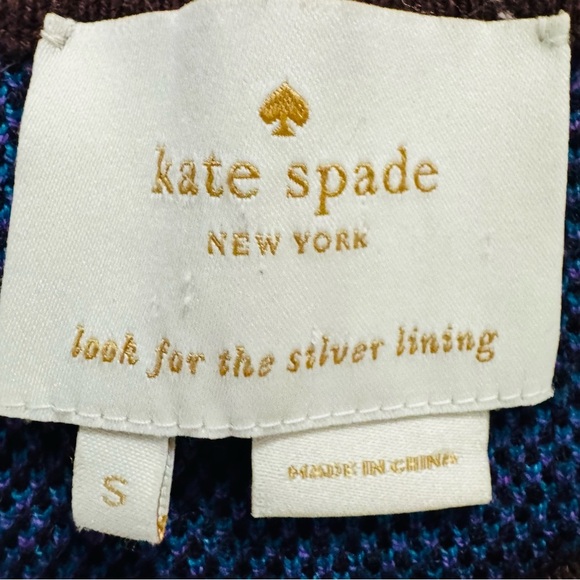 kate spade
NEW YORK
look for the silver lining
S
MADE IN CHINA